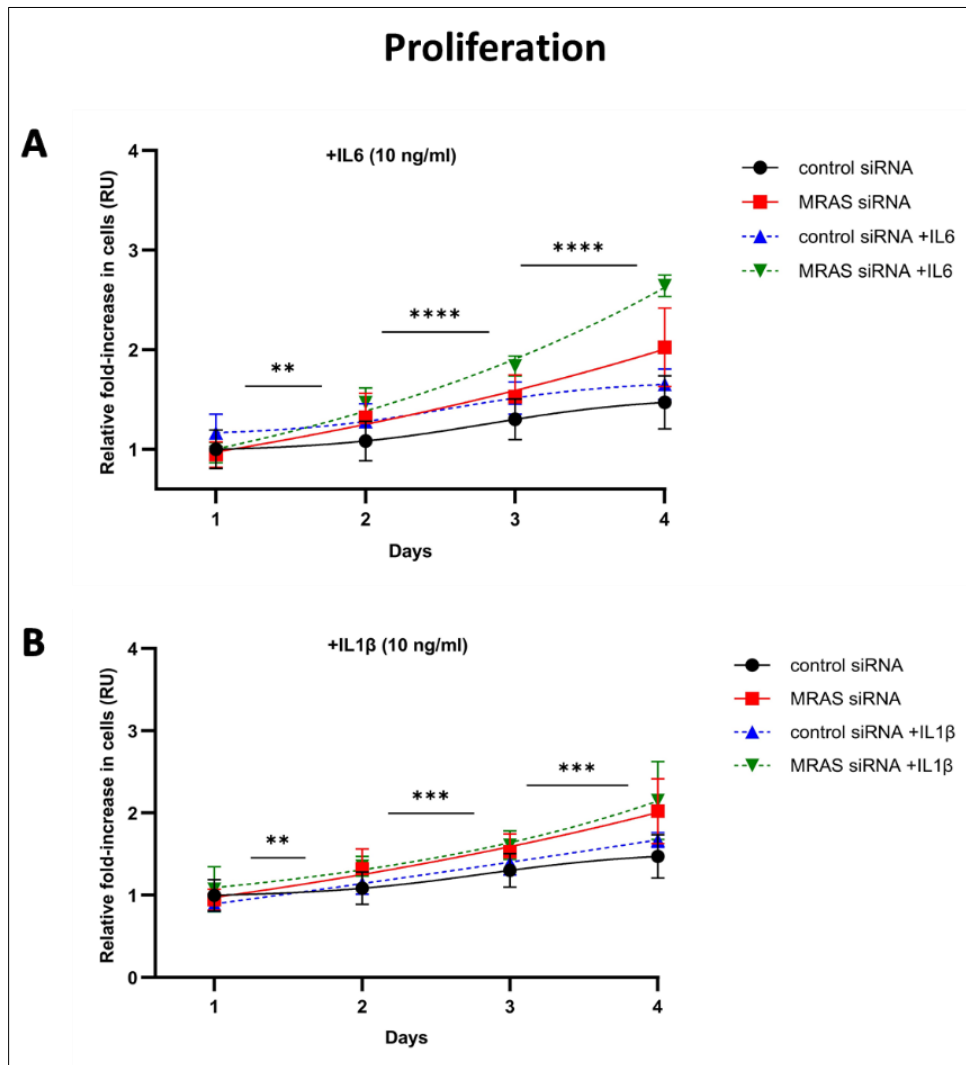 Proliferation
A
+IL6 (10 ng/ml)
Relative fold-increase in cells (RU)
4
3
2
1
**
****
****
1 2 3 4
Days
control siRNA
MRAS siRNA
control siRNA +IL6
MRAS siRNA +IL6
B
+IL1β (10 ng/ml)
Relative fold-increase in cells (RU)
4
3
2
1
0
**
***
***
1 2 3 4
Days
control siRNA
MRAS siRNA
control siRNA +IL1β
MRAS siRNA +IL1β